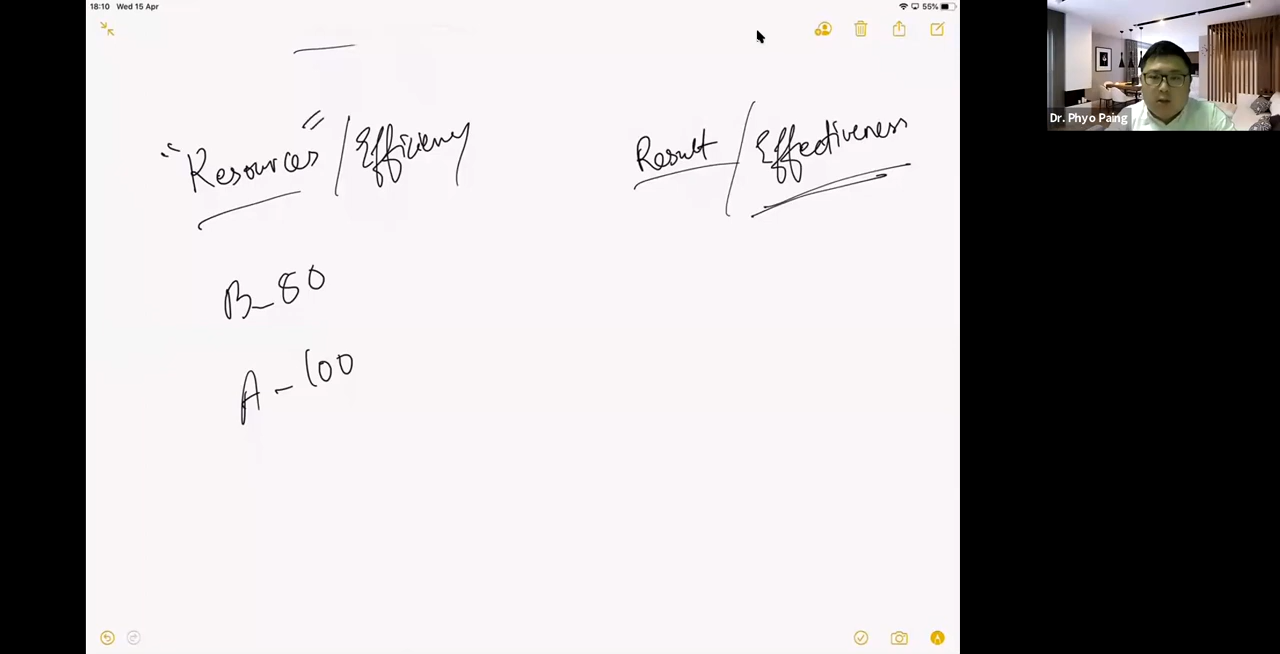 18:10 Wed 15 Apr
55%
Dr. Phyo Paing
"Resources" / Efficiency
Result / Effectiveness
B - 80
A - 100